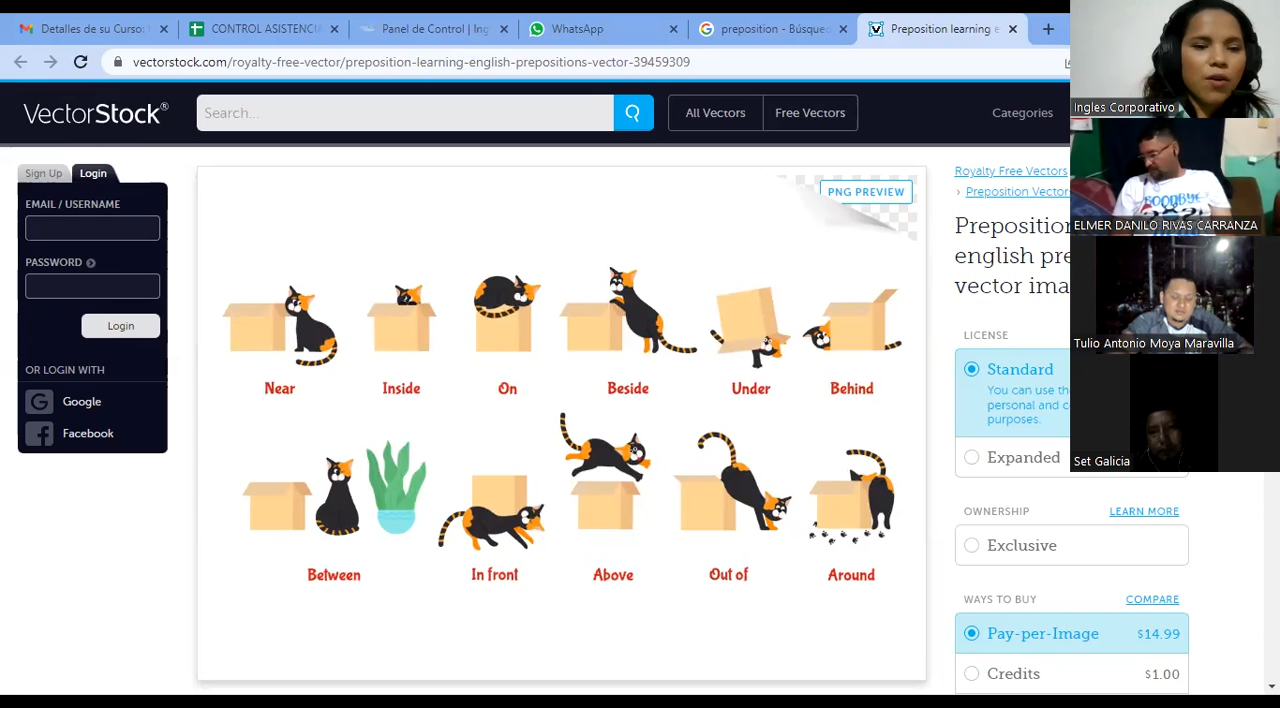 Detalles de su Curso:
CONTROL ASISTENCIA
Panel de Control | Ing
WhatsApp
preposition - Búsqued
Preposition learning e
vectorstock.com/royalty-free-vector/preposition-learning-english-prepositions-vector-39459309
VectorStock®
Search...
All Vectors
Free Vectors
Categories
Sign Up
Login
EMAIL / USERNAME
PASSWORD
Login
OR LOGIN WITH
Google
Facebook
PNG PREVIEW
Near
Inside
On
Beside
Under
Behind
Between
In front
Above
Out of
Around
Royalty Free Vectors
› Preposition Vector
Preposition
english pre
vector ima
LICENSE
Standard
You can use th
personal and c
purposes.
Expanded
OWNERSHIP
LEARN MORE
Exclusive
WAYS TO BUY
COMPARE
Pay-per-Image
$14.99
Credits
$1.00
Ingles Corporativo
GOODBYE
ELMER DANILO RIVAS CARRANZA
Tulio Antonio Moya Maravilla
Set Galicia